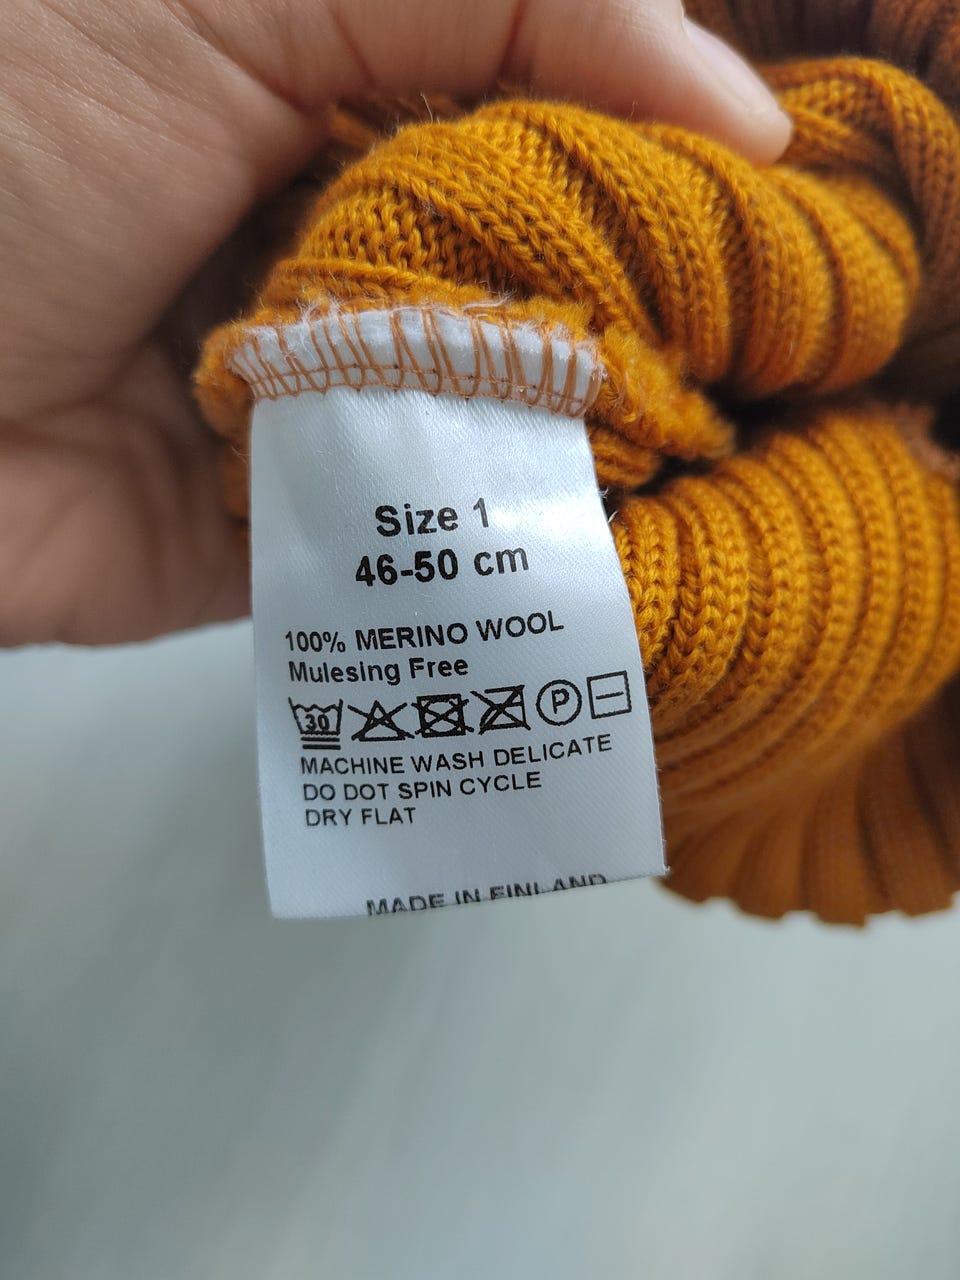 Size 1
46-50 cm
100% MERINO WOOL
Mulesing Free
30 P
MACHINE WASH DELICATE
DO DOT SPIN CYCLE
DRY FLAT
MADE IN FINLAND